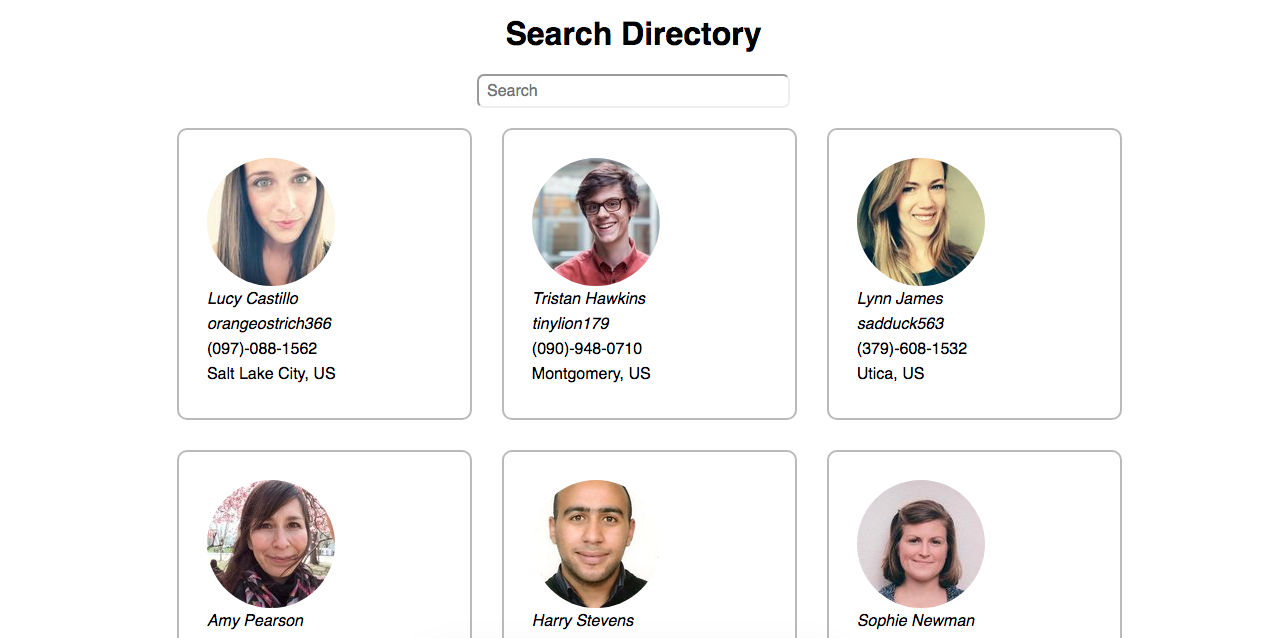 Search Directory
Search
Lucy Castillo
orangeostrich366
(097)-088-1562
Salt Lake City, US
Tristan Hawkins
tinylion179
(090)-948-0710
Montgomery, US
Lynn James
sadduck563
(379)-608-1532
Utica, US
Amy Pearson
Harry Stevens
Sophie Newman